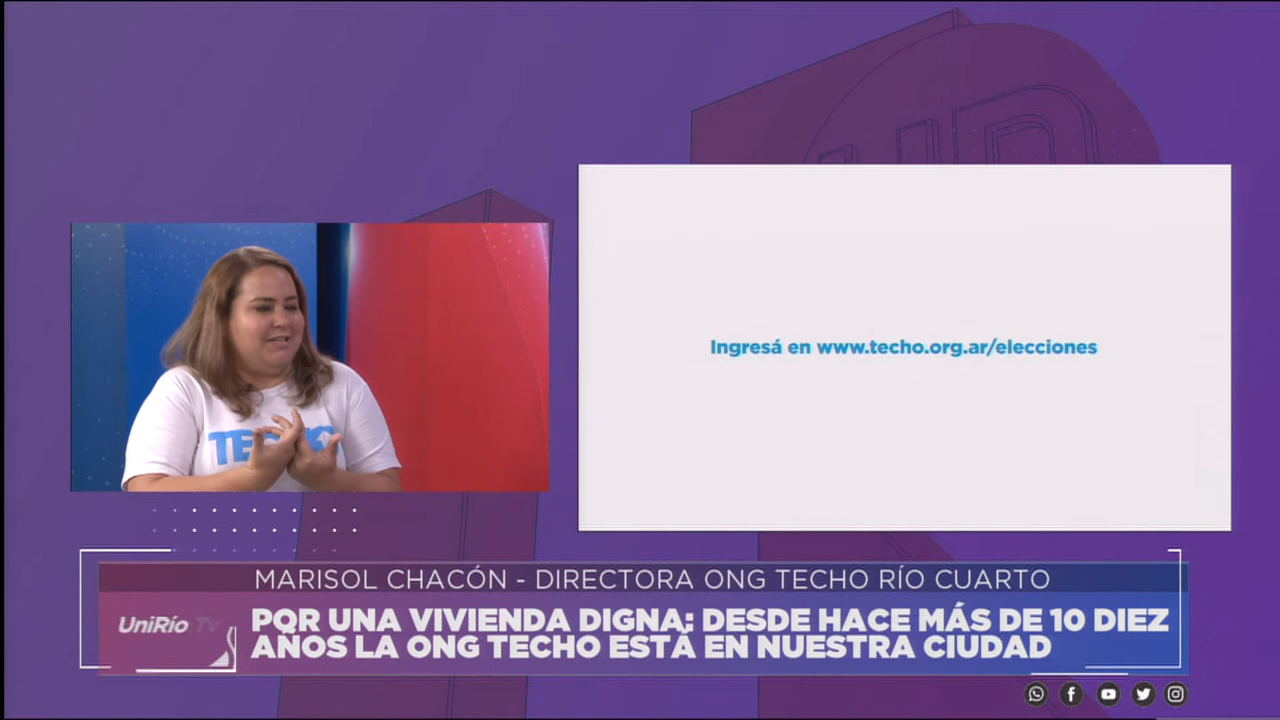 Ingresá en www.techo.org.ar/elecciones
TECHO
MARISOL CHACÓN - DIRECTORA ONG TECHO RÍO CUARTO
UniRío Tv
POR UNA VIVIENDA DIGNA: DESDE HACE MÁS DE 10 DIEZ
AÑOS LA ONG TECHO ESTÁ EN NUESTRA CIUDAD